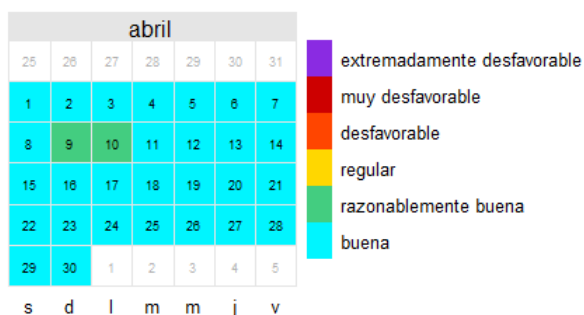 abril
25 26 27 28 29 30 31
1 2 3 4 5 6 7
8 9 10 11 12 13 14
15 16 17 18 19 20 21
22 23 24 25 26 27 28
29 30 1 2 3 4 5
s d l m m j v
extremadamente desfavorable
muy desfavorable
desfavorable
regular
razonablemente buena
buena